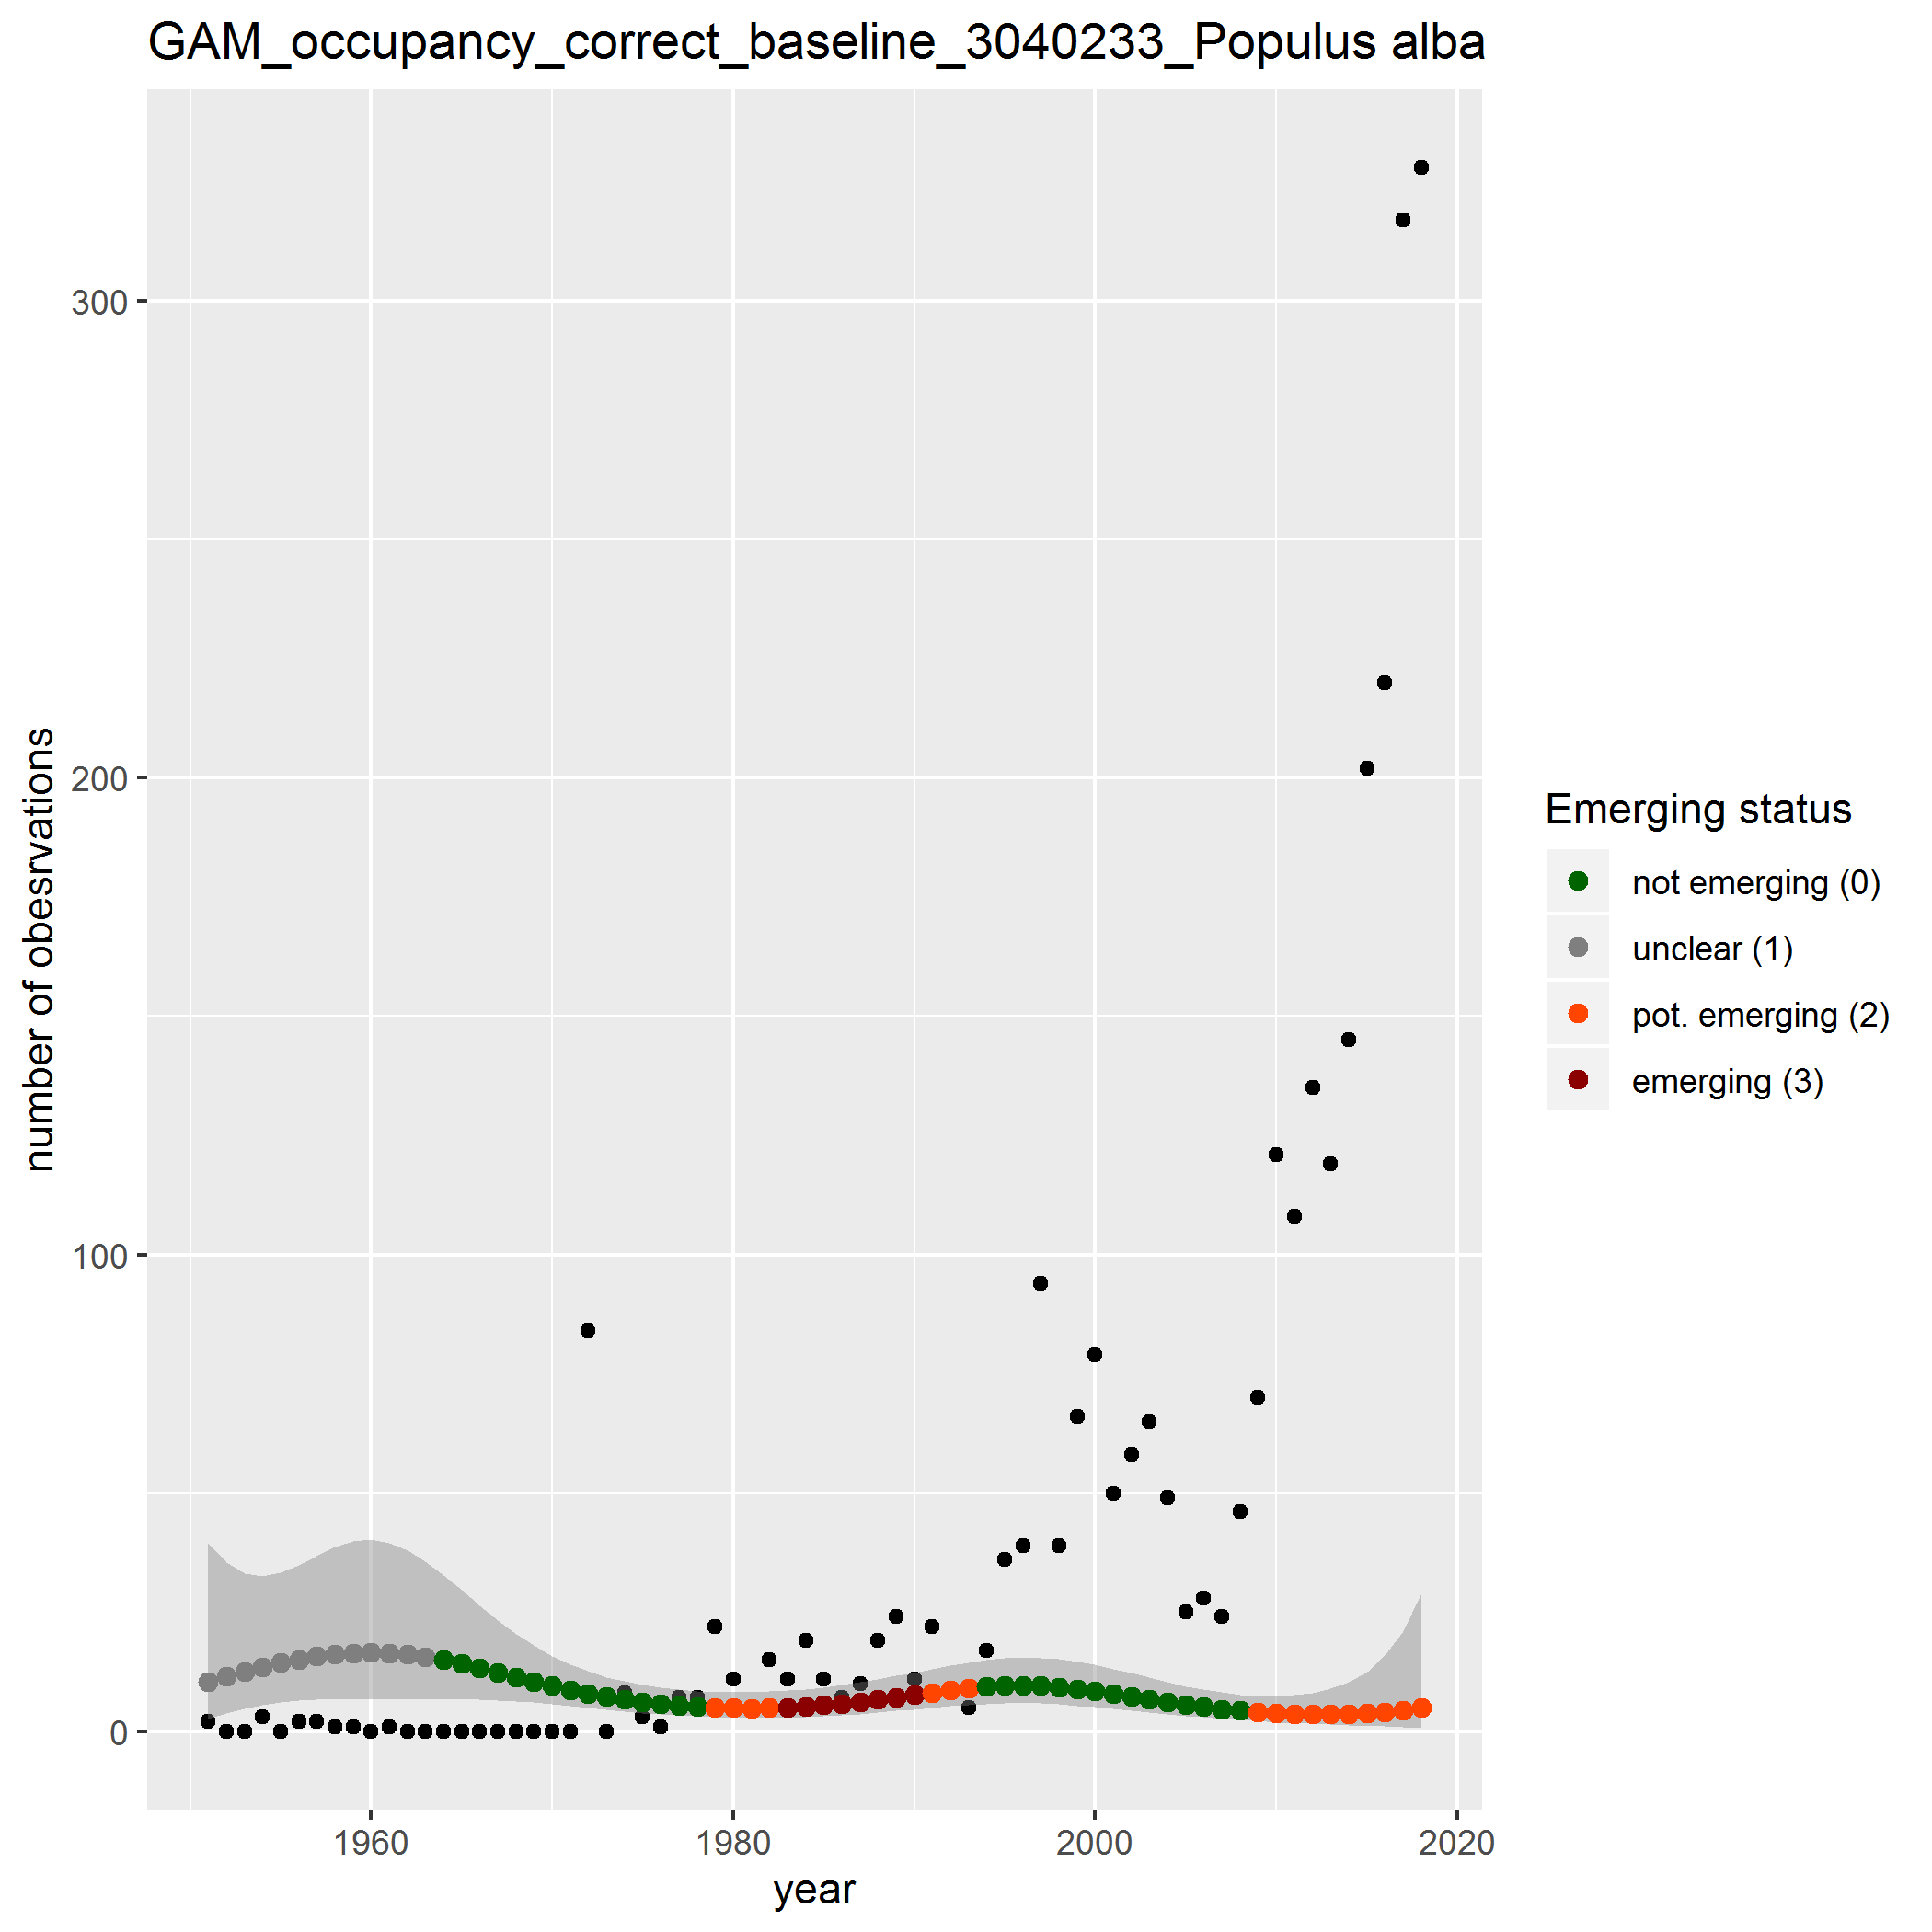 GAM_occupancy_correct_baseline_3040233_Populus alba
300
200
100
0
number of obesrvations
1960
1980
2000
2020
year
Emerging status
not emerging (0)
unclear (1)
pot. emerging (2)
emerging (3)